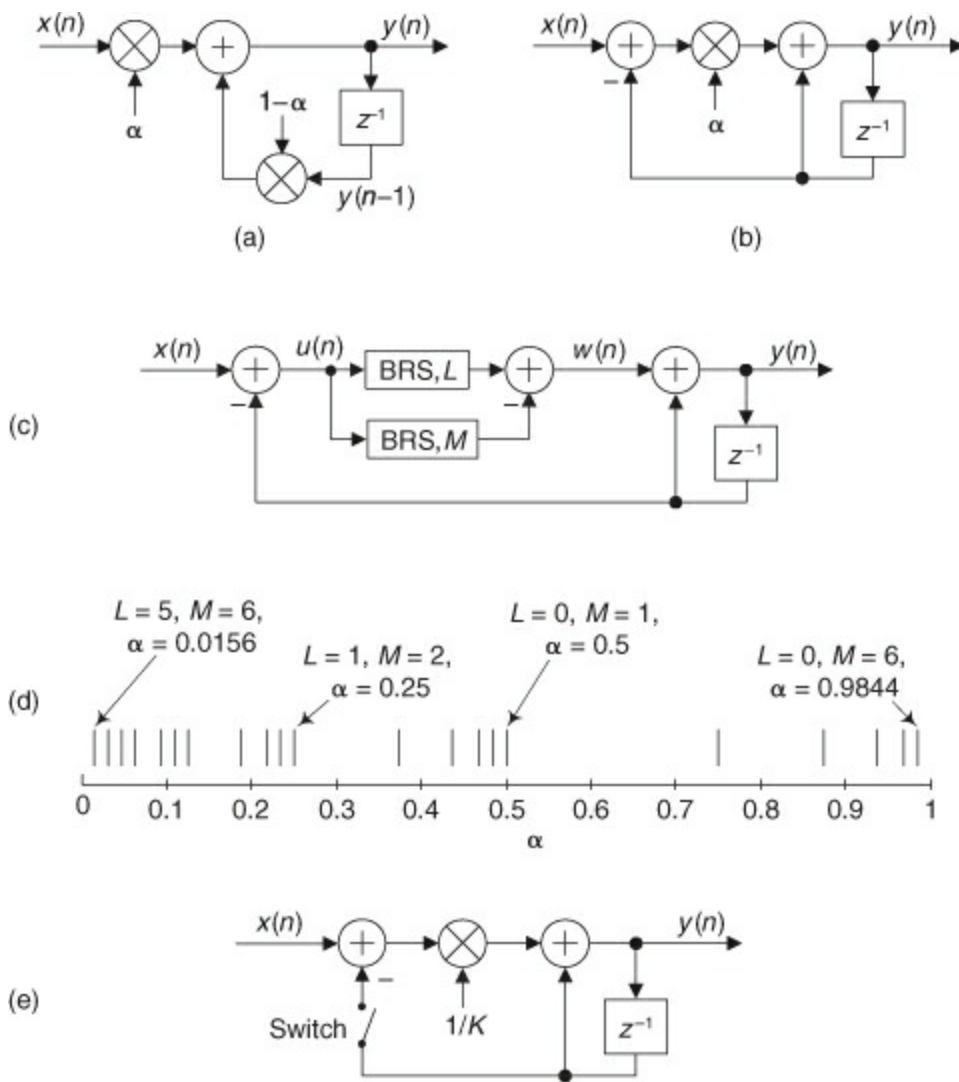 x(n) y(n)
α
1−α
z⁻¹
y(n−1)
(a)
x(n) y(n)
−
α
z⁻¹
(b)
(c)
x(n) u(n) BRS, L w(n) y(n)
− −
BRS, M
z⁻¹
(d)
L = 5, M = 6,
α = 0.0156
L = 1, M = 2,
α = 0.25
L = 0, M = 1,
α = 0.5
L = 0, M = 6,
α = 0.9844
0 0.1 0.2 0.3 0.4 0.5 0.6 0.7 0.8 0.9 1
α
(e)
x(n) y(n)
−
Switch
1/K
z⁻¹